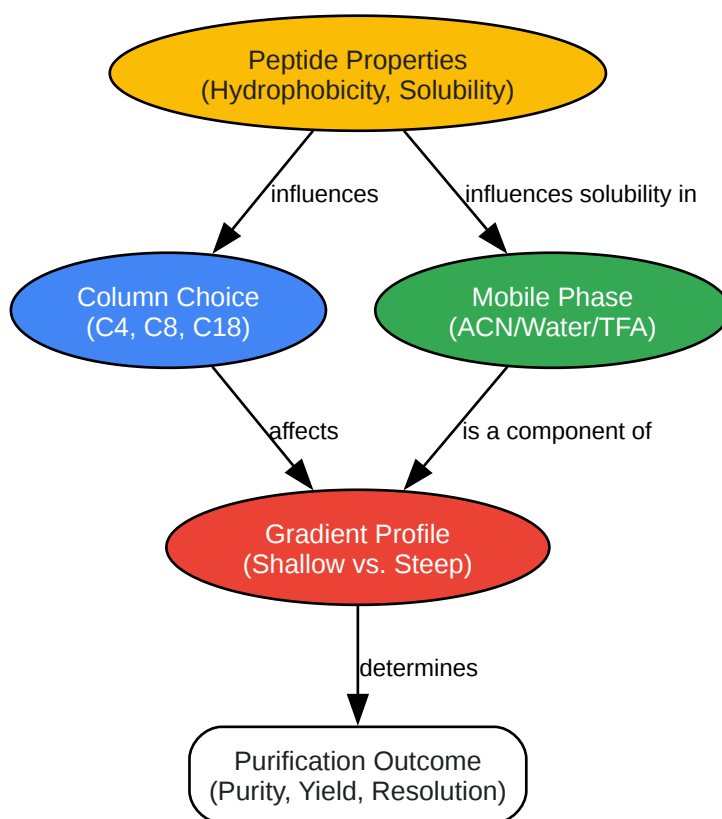 Peptide Properties
(Hydrophobicity, Solubility)
influences
influences solubility in
Column Choice
(C4, C8, C18)
Mobile Phase
(ACN/Water/TFA)
affects
is a component of
Gradient Profile
(Shallow vs. Steep)
determines
Purification Outcome
(Purity, Yield, Resolution)